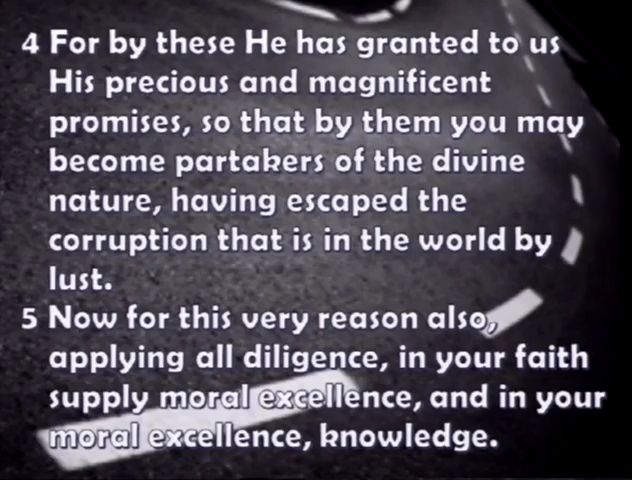 4 For by these He has granted to us
His precious and magnificent
promises, so that by them you may
become partakers of the divine
nature, having escaped the
corruption that is in the world by
lust.
5 Now for this very reason also,
applying all diligence, in your faith
supply moral excellence, and in your
moral excellence, knowledge.